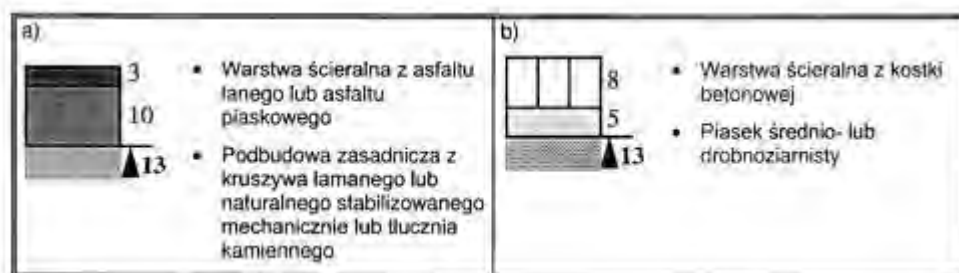 a)
3
10
13
• Warstwa ścieralna z asfaltu
lanego lub asfaltu
piaskowego
• Podbudowa zasadnicza z
kruszywa łamanego lub
naturalnego stabilizowanego
mechanicznie lub tłucznia
kamiennego
b)
8
5
13
• Warstwa ścieralna z kostki
betonowej
• Piasek średnio- lub
drobnoziarnisty